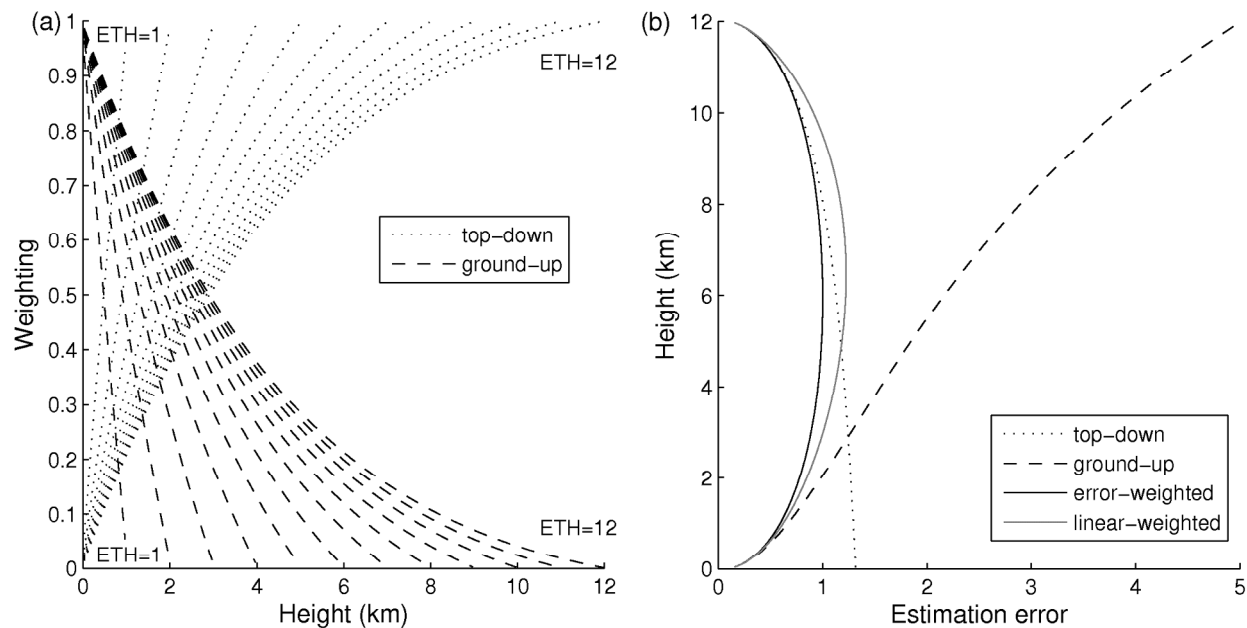 (a)
1
0.9
0.8
0.7
0.6
0.5
0.4
0.3
0.2
0.1
0
Weighting
ETH=1
ETH=12
top-down
ground-up
ETH=12
ETH=1
0 2 4 6 8 10 12
Height (km)
(b)
12
10
8
6
4
2
0
Height (km)
top-down
ground-up
error-weighted
linear-weighted
0 1 2 3 4 5
Estimation error